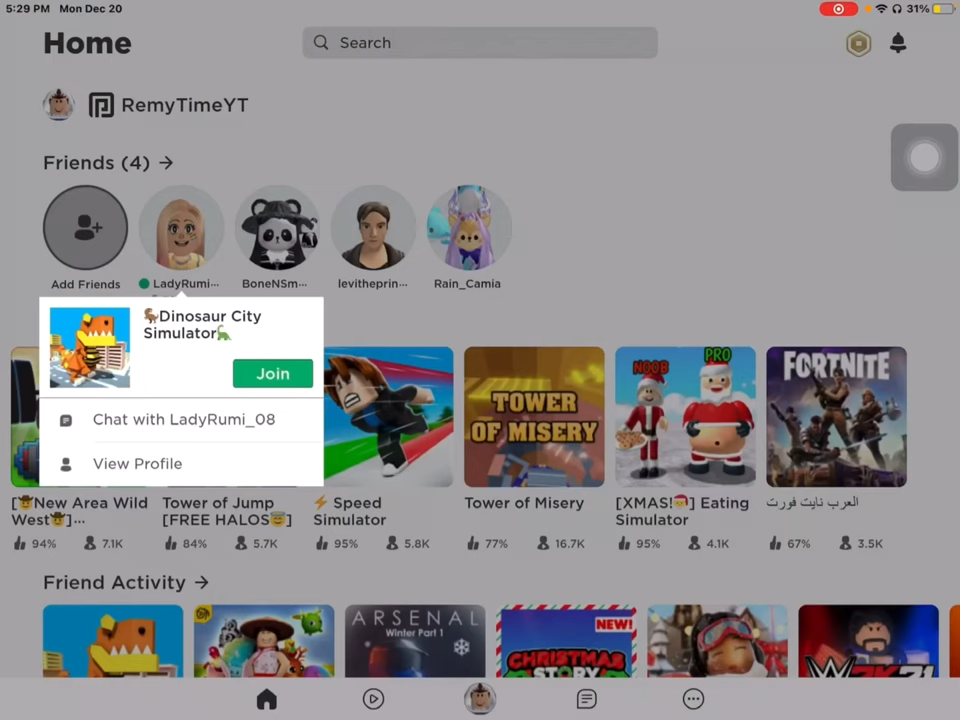 5:29 PM Mon Dec 20
31%
Home
Search
RemyTimeYT
Friends (4) →
Add Friends
LadyRumi...
BoneNSm...
levitheprin...
Rain_Camia
🦖Dinosaur City
Simulator🦕
Join
Chat with LadyRumi_08
View Profile
NOOB
PRO
TOWER
OF MISERY
FORTNITE
[🤠New Area Wild
West🤠]...
94% 7.1K
Tower of Jump
[FREE HALOS😇]
84% 5.7K
⚡ Speed
Simulator
95% 5.8K
Tower of Misery
77% 16.7K
[XMAS!🎅] Eating
Simulator
95% 4.1K
العرب نايت فورت
67% 3.5K
Friend Activity →
ARSENAL
Winter Part 1
NEW!
CHRISTMAS
STORY
WWE 2K21